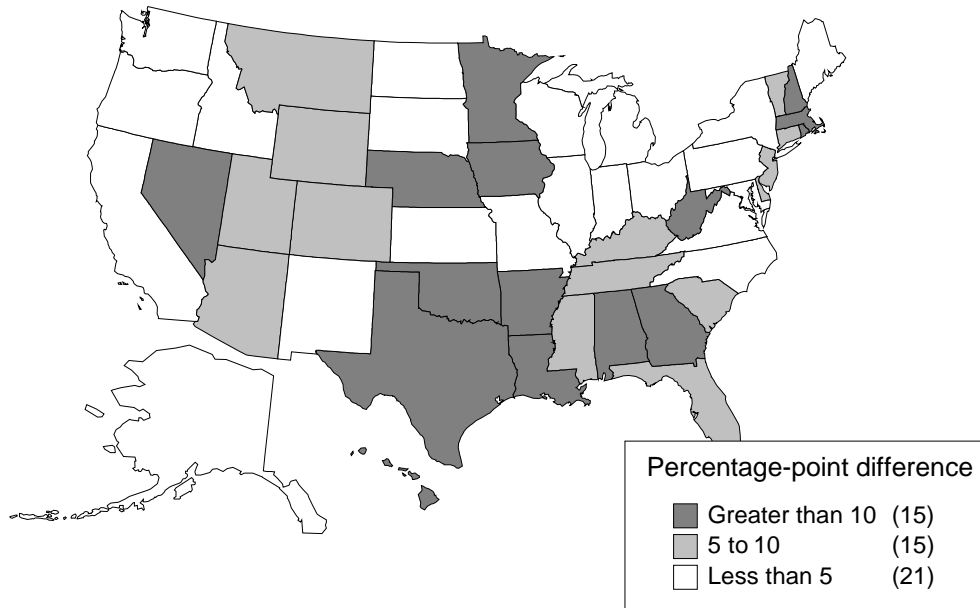 Percentage-point difference
Greater than 10 (15)
5 to 10 (15)
Less than 5 (21)